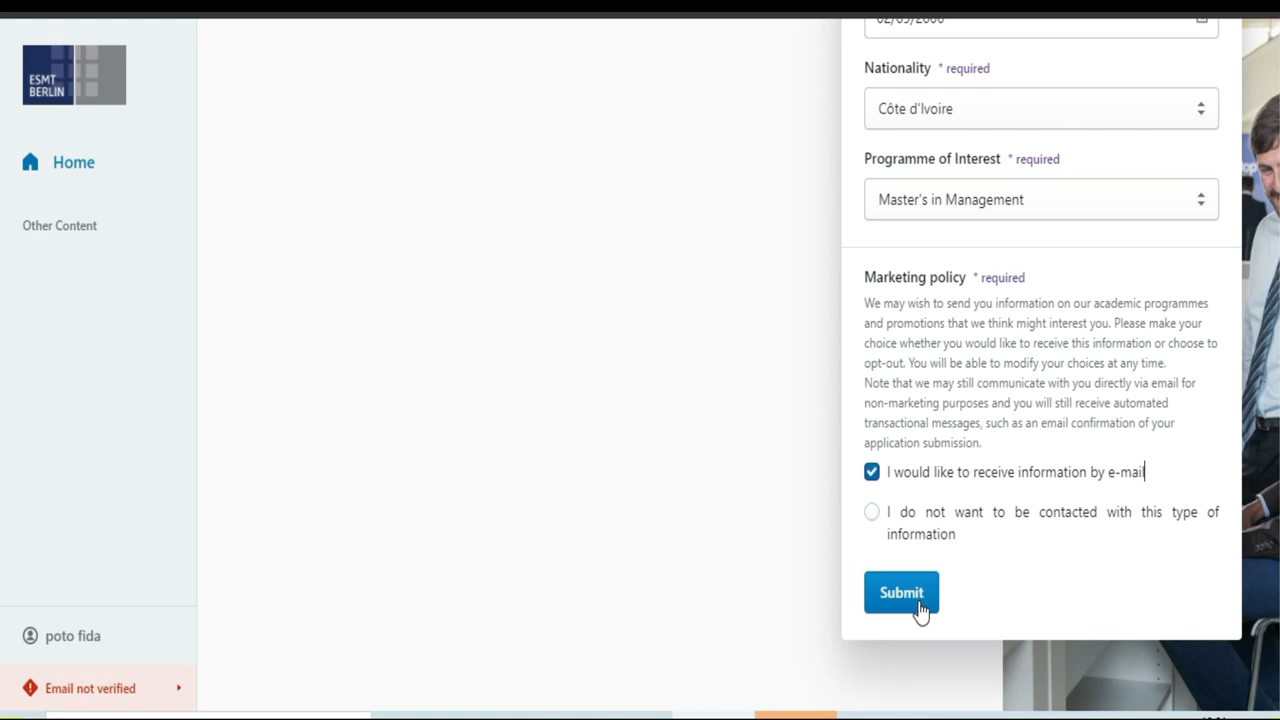 ESMT
BERLIN
Home
Other Content
poto fida
Email not verified
Nationality * required
Côte d'Ivoire
Programme of Interest * required
Master's in Management
Marketing policy * required
We may wish to send you information on our academic programmes
and promotions that we think might interest you. Please make your
choice whether you would like to receive this information or choose to
opt-out. You will be able to modify your choices at any time.
Note that we may still communicate with you directly via email for
non-marketing purposes and you will still receive automated
transactional messages, such as an email confirmation of your
application submission.
I would like to receive information by e-mail
I do not want to be contacted with this type of
information
Submit